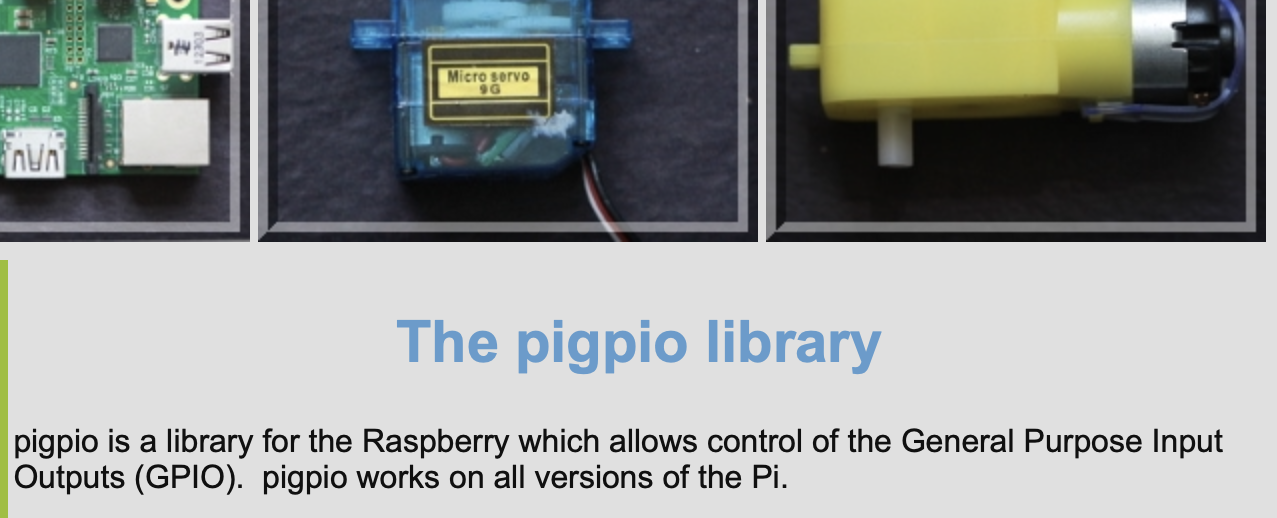 Micro servo
9G
The pigpio library
pigpio is a library for the Raspberry which allows control of the General Purpose Input
Outputs (GPIO).  pigpio works on all versions of the Pi.